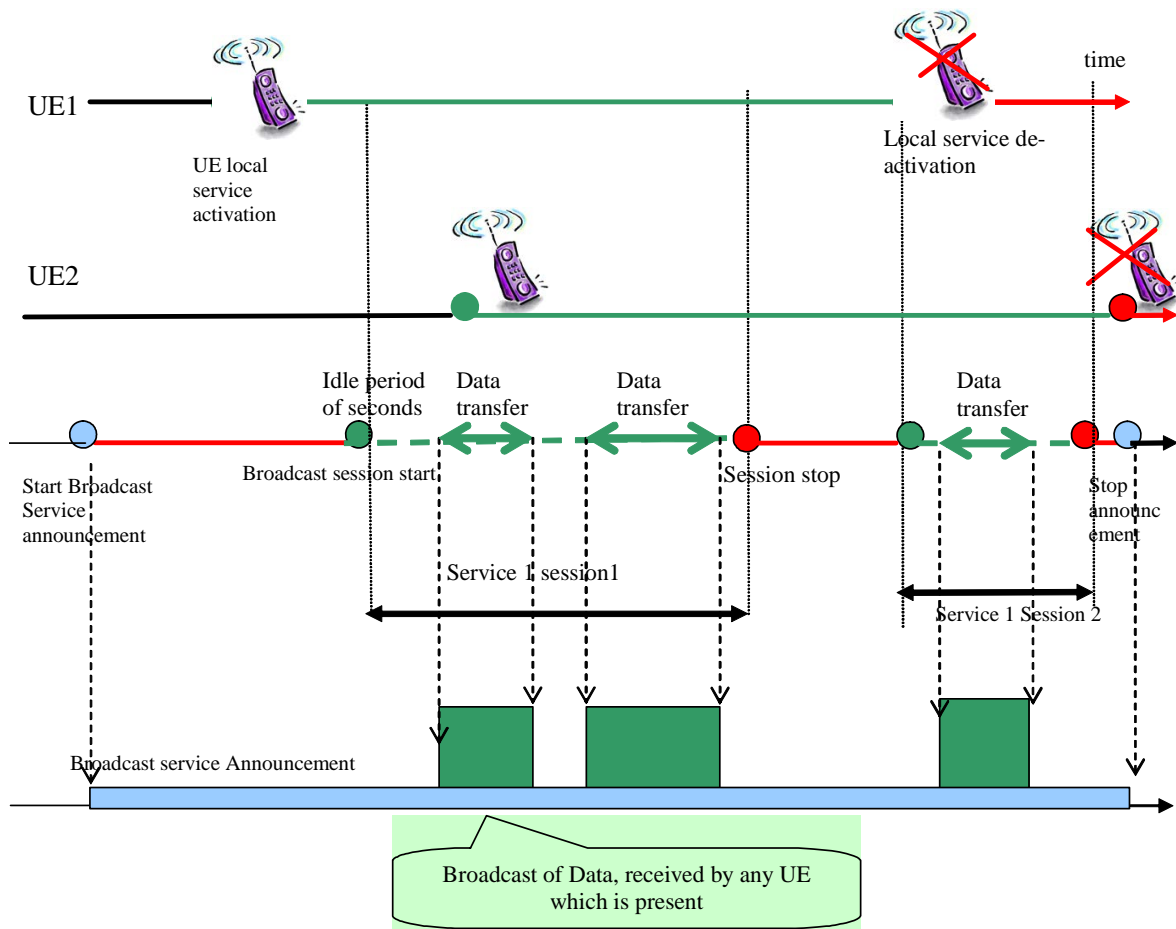 time
UE1
UE local
service
activation
Local service de-
activation
UE2
Idle period
of seconds
Data
transfer
Data
transfer
Data
transfer
Broadcast session start
Session stop
Start Broadcast
Service
announcement
Stop
announc
ement
Service 1 session1
Service 1 Session 2
Broadcast service Announcement
Broadcast of Data, received by any UE
which is present